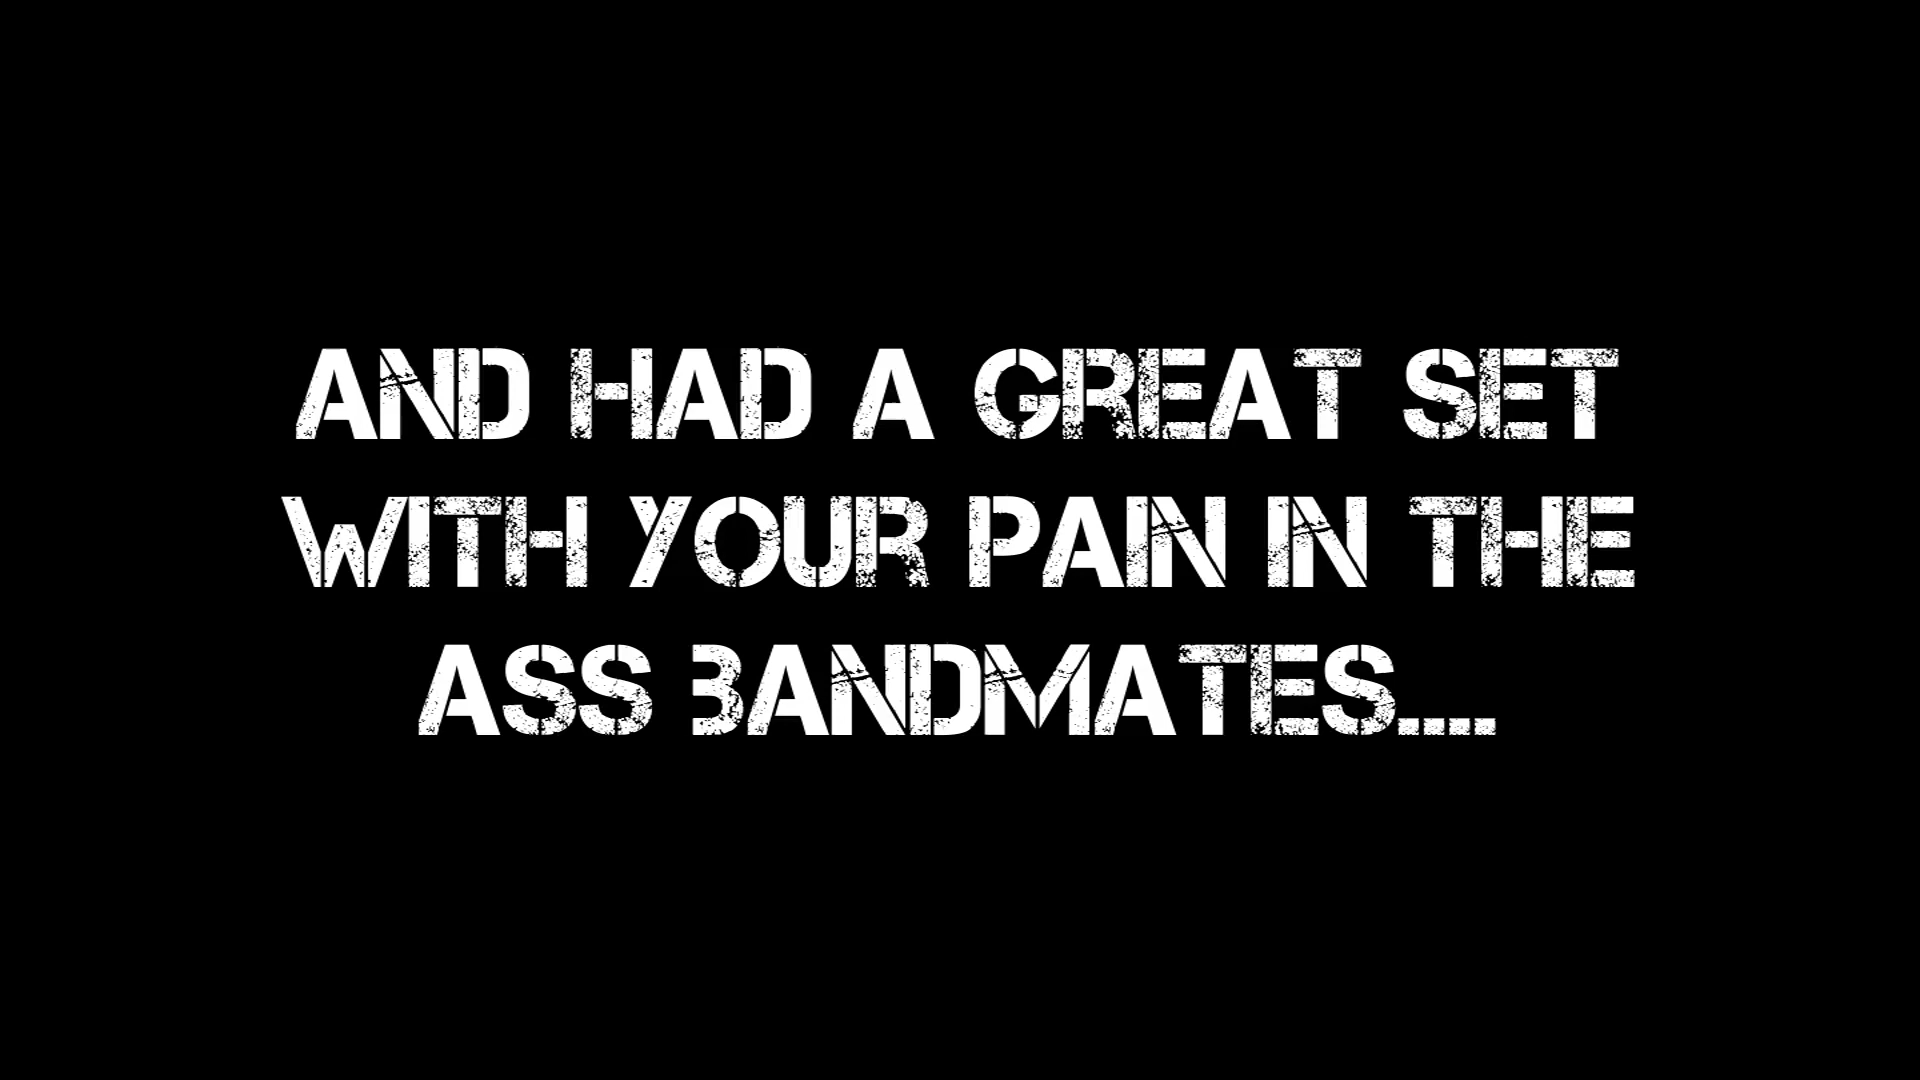 AND HAD A GREAT SET
WITH YOUR PAIN IN THE
ASS BANDMATES....